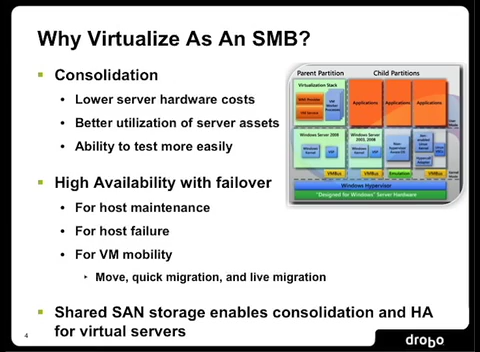 Why Virtualize As An SMB?
Consolidation
Lower server hardware costs
Better utilization of server assets
Ability to test more easily
High Availability with failover
For host maintenance
For host failure
For VM mobility
Move, quick migration, and live migration
Shared SAN storage enables consolidation and HA
for virtual servers
Parent Partition
Child Partitions
Virtualization Stack
Applications
Applications
Applications
Windows Server 2008
Windows Server
VMBus
VMBus
Emulation
VMBus
Windows Hypervisor
"Designed for Windows" Server Hardware
4
drobo